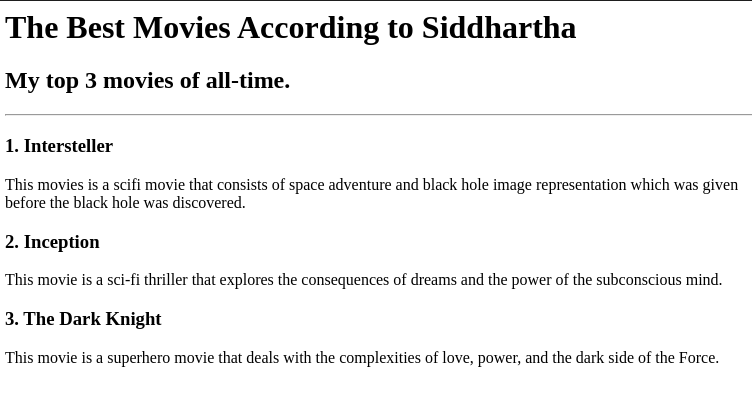 The Best Movies According to Siddhartha
My top 3 movies of all-time.
1. Intersteller
This movies is a scifi movie that consists of space adventure and black hole image representation which was given
before the black hole was discovered.
2. Inception
This movie is a sci-fi thriller that explores the consequences of dreams and the power of the subconscious mind.
3. The Dark Knight
This movie is a superhero movie that deals with the complexities of love, power, and the dark side of the Force.